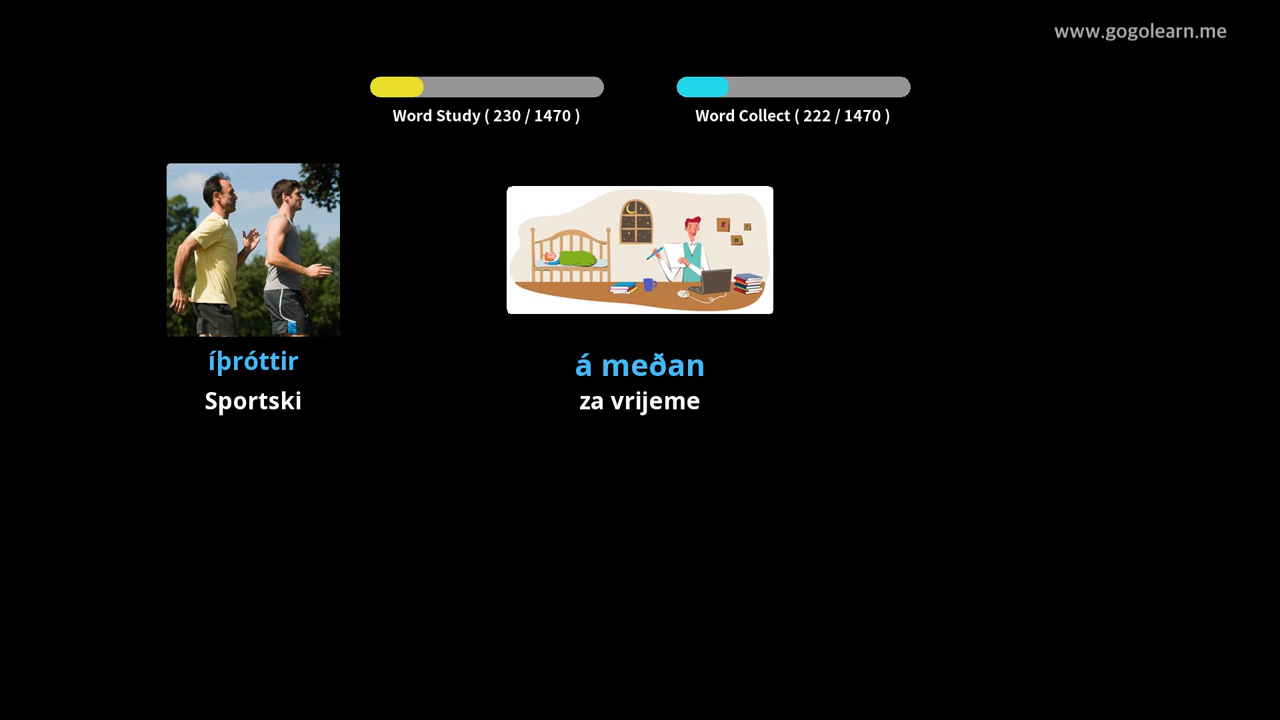 www.gogolearn.me
Word Study ( 230 / 1470 )
Word Collect ( 222 / 1470 )
íþróttir
Sportski
á meðan
za vrijeme